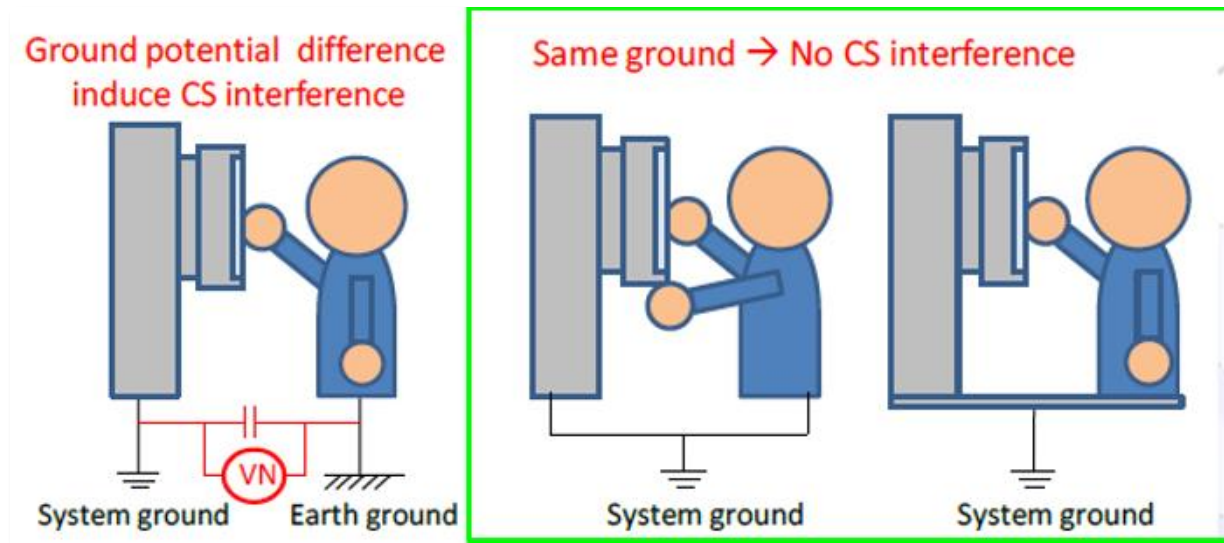 Ground potential difference
induce CS interference
Same ground → No CS interference
VN
System ground
Earth ground
System ground
System ground